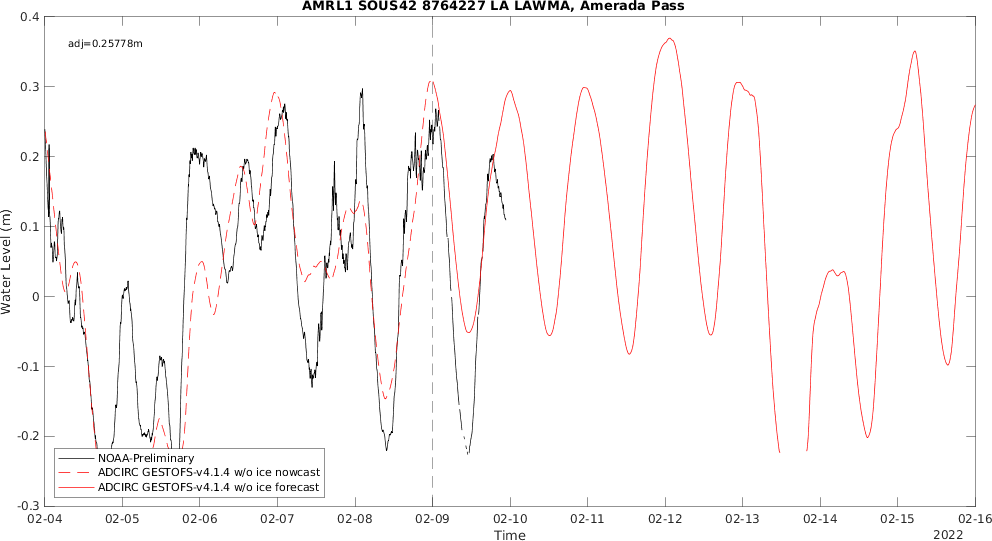 AMRL1 SOUS42 8764227 LA LAWMA, Amerada Pass
adj=0.25778m
0.4
0.3
0.2
0.1
0
-0.1
-0.2
-0.3
Water Level (m)
NOAA-Preliminary
ADCIRC GESTOFS-v4.1.4 w/o ice nowcast
ADCIRC GESTOFS-v4.1.4 w/o ice forecast
02-04 02-05 02-06 02-07 02-08 02-09 02-10 02-11 02-12 02-13 02-14 02-15 02-16
Time
2022